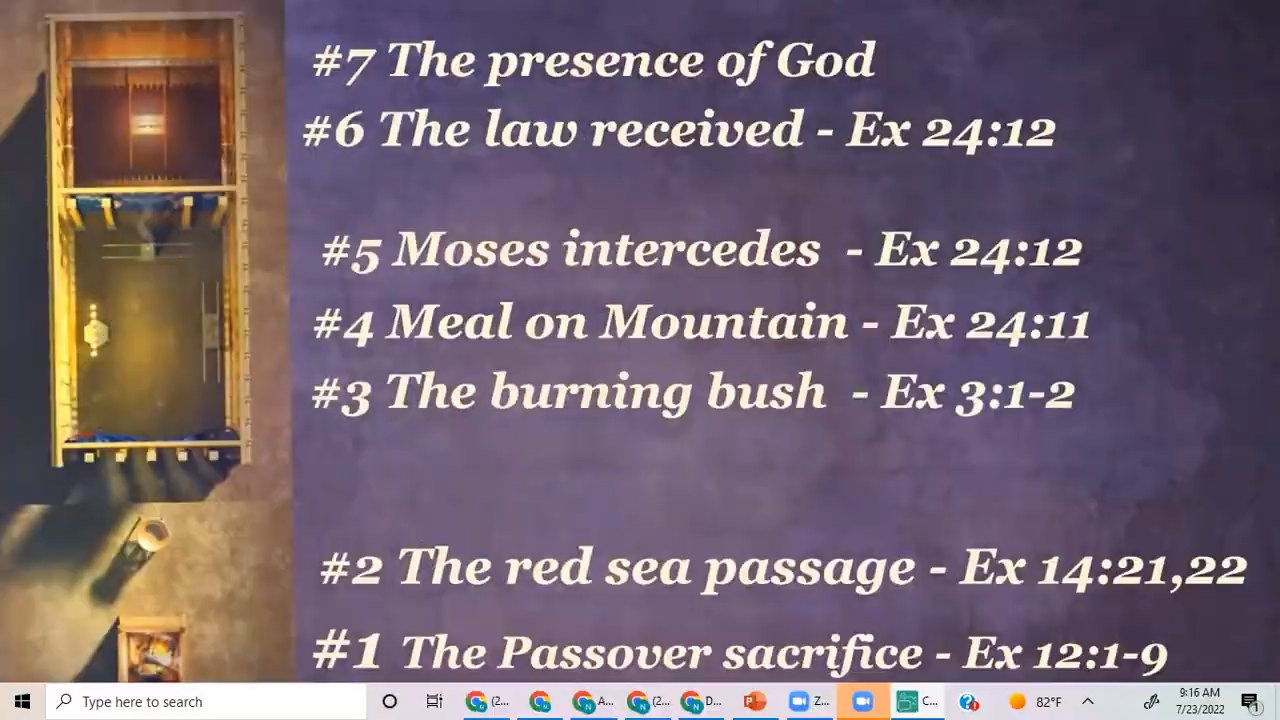 #7 The presence of God
#6 The law received - Ex 24:12
#5 Moses intercedes - Ex 24:12
#4 Meal on Mountain - Ex 24:11
#3 The burning bush - Ex 3:1-2
#2 The red sea passage - Ex 14:21,22
#1 The Passover sacrifice - Ex 12:1-9
Type here to search
(2...
A...
(2...
D...
Z...
C...
82°F
9:16 AM
7/23/2022
1